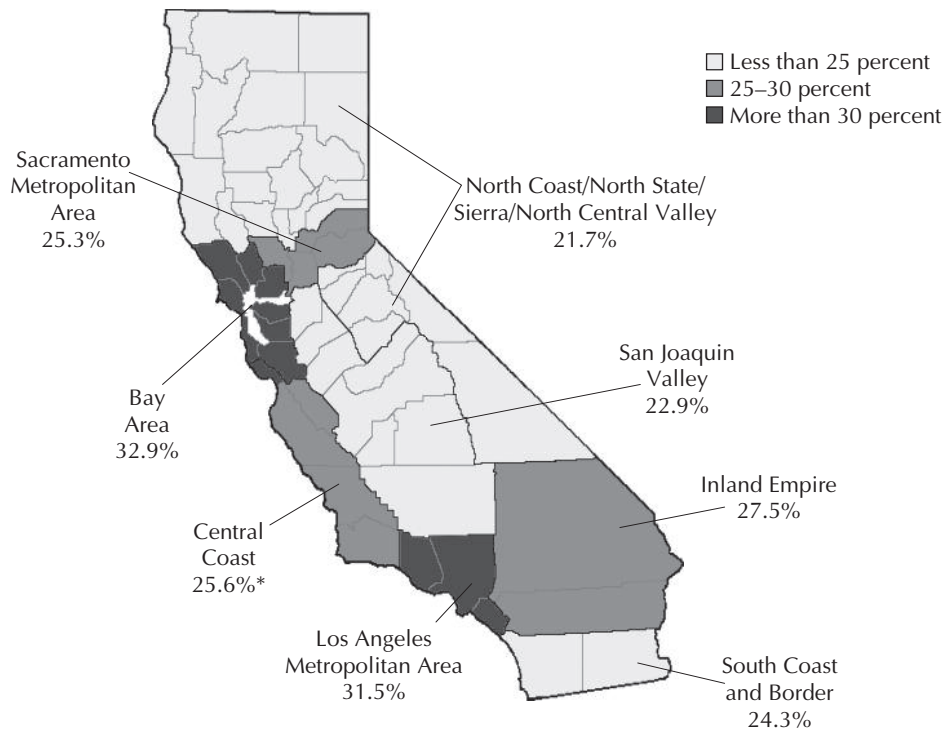 Less than 25 percent
25–30 percent
More than 30 percent
Sacramento
Metropolitan
Area
25.3%
North Coast/North State/
Sierra/North Central Valley
21.7%
San Joaquin
Valley
22.9%
Bay
Area
32.9%
Inland Empire
27.5%
Central
Coast
25.6%*
Los Angeles
Metropolitan Area
31.5%
South Coast
and Border
24.3%